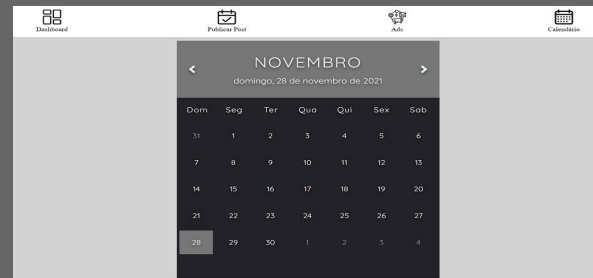 Dashboard Publicar Post Ads Calendário
NOVEMBRO
domingo, 28 de novembro de 2021
Dom Seg Ter Qua Qui Sex Sab
31 1 2 3 4 5 6
7 8 9 10 11 12 13
14 15 16 17 18 19 20
21 22 23 24 25 26 27
28 29 30 1 2 3 4